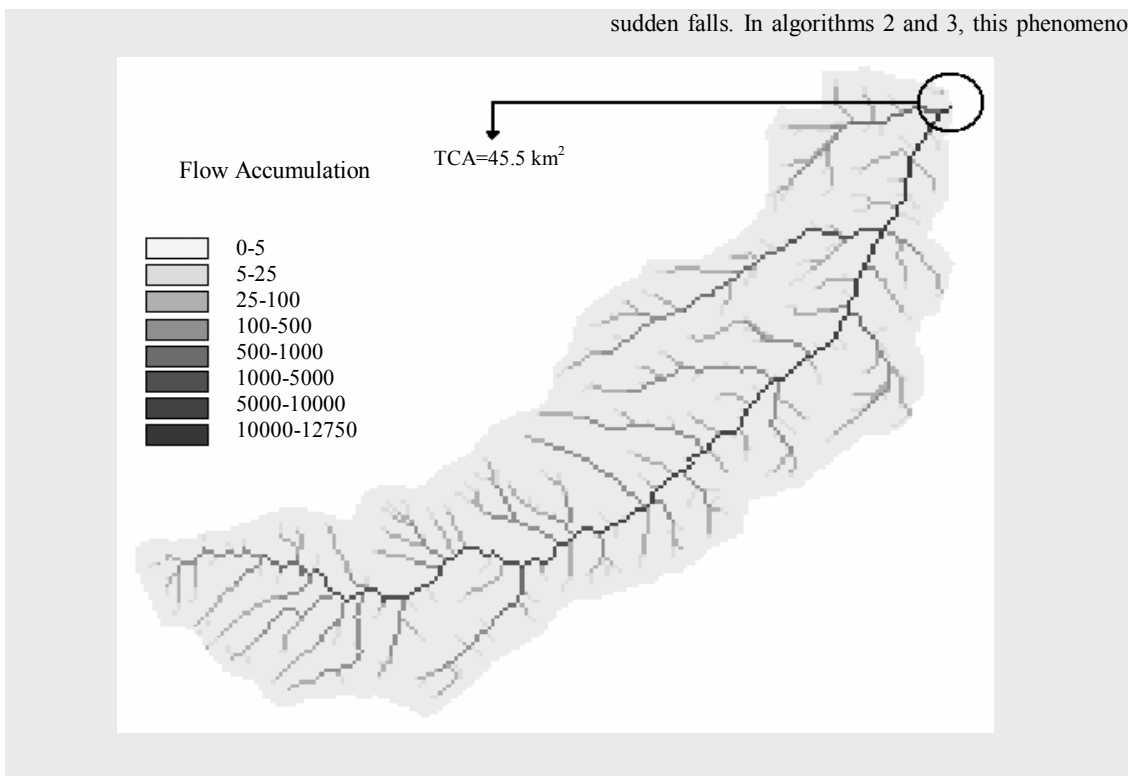 sudden falls. In algorithms 2 and 3, this phenomeno
TCA=45.5 km²
Flow Accumulation
0-5
5-25
25-100
100-500
500-1000
1000-5000
5000-10000
10000-12750